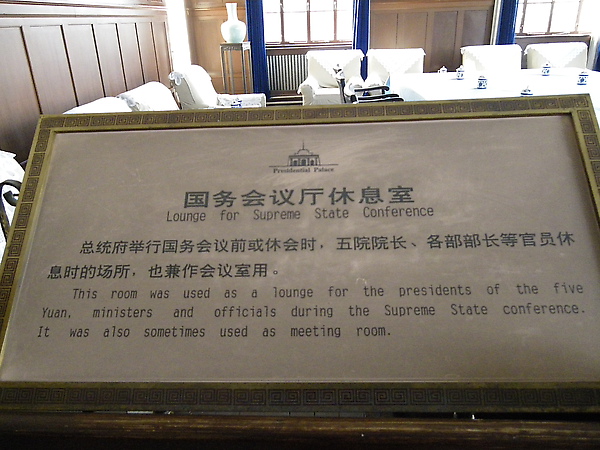 Presidential Palace
国务会议厅休息室
Lounge for Supreme State Conference
总统府举行国务会议前或休会时，五院院长、各部部长等官员休
息时的场所，也兼作会议室用。
This room was used as a lounge for the presidents of the five
Yuan, ministers and officials during the Supreme State conference.
It was also sometimes used as meeting room.